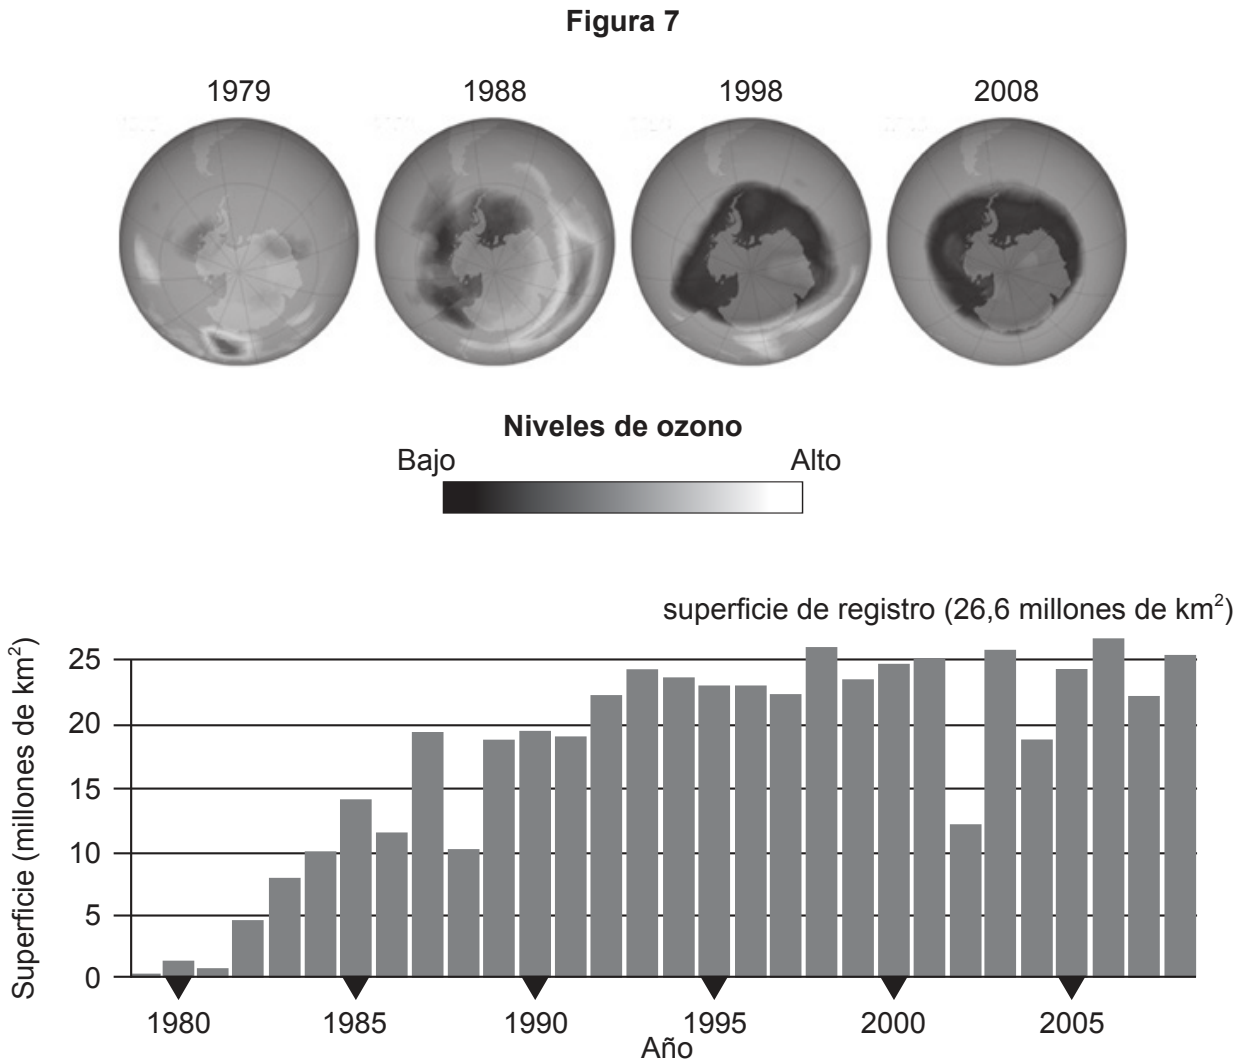 Figura 7
1979 1988 1998 2008
Niveles de ozono
Bajo Alto
superficie de registro (26,6 millones de km²)
Superficie (millones de km²)
25
20
15
10
5
0
1980 1985 1990 1995 2000 2005
Año